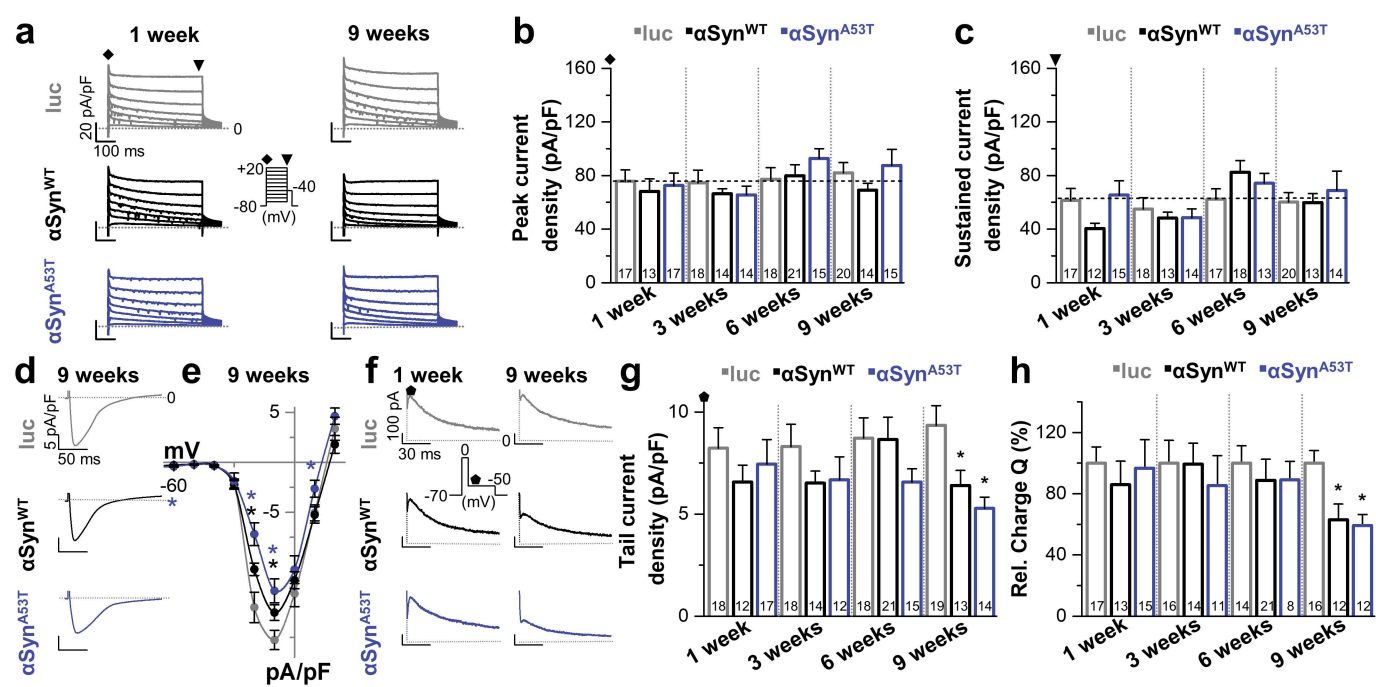 a
1 week
9 weeks
luc
20 pA/pF
0
100 ms
αSynWT
+20
-40
-80
(mV)
αSynA53T
b
luc αSynWT αSynA53T
Peak current density (pA/pF)
160
120
80
40
0
17 13 17 18 14 14 18 21 15 20 14 15
1 week 3 weeks 6 weeks 9 weeks
c
luc αSynWT αSynA53T
Sustained current density (pA/pF)
160
120
80
40
0
17 12 15 18 13 14 17 18 13 20 13 14
1 week 3 weeks 6 weeks 9 weeks
d
9 weeks
luc
0
5 pA/pF
50 ms
αSynWT
αSynA53T
e
9 weeks
5
mV
-60
*
-5
*
*
*
*
*
pA/pF
f
1 week
9 weeks
luc
100 pA
0
30 ms
0
-70
-50
(mV)
αSynWT
αSynA53T
g
luc αSynWT αSynA53T
Tail current density (pA/pF)
10
5
0
* *
18 12 17 18 14 12 18 21 15 19 13 14
1 week 3 weeks 6 weeks 9 weeks
h
luc αSynWT αSynA53T
Rel. Charge Q (%)
120
80
40
0
* *
17 13 15 16 14 11 14 21 8 16 12 12
1 week 3 weeks 6 weeks 9 weeks